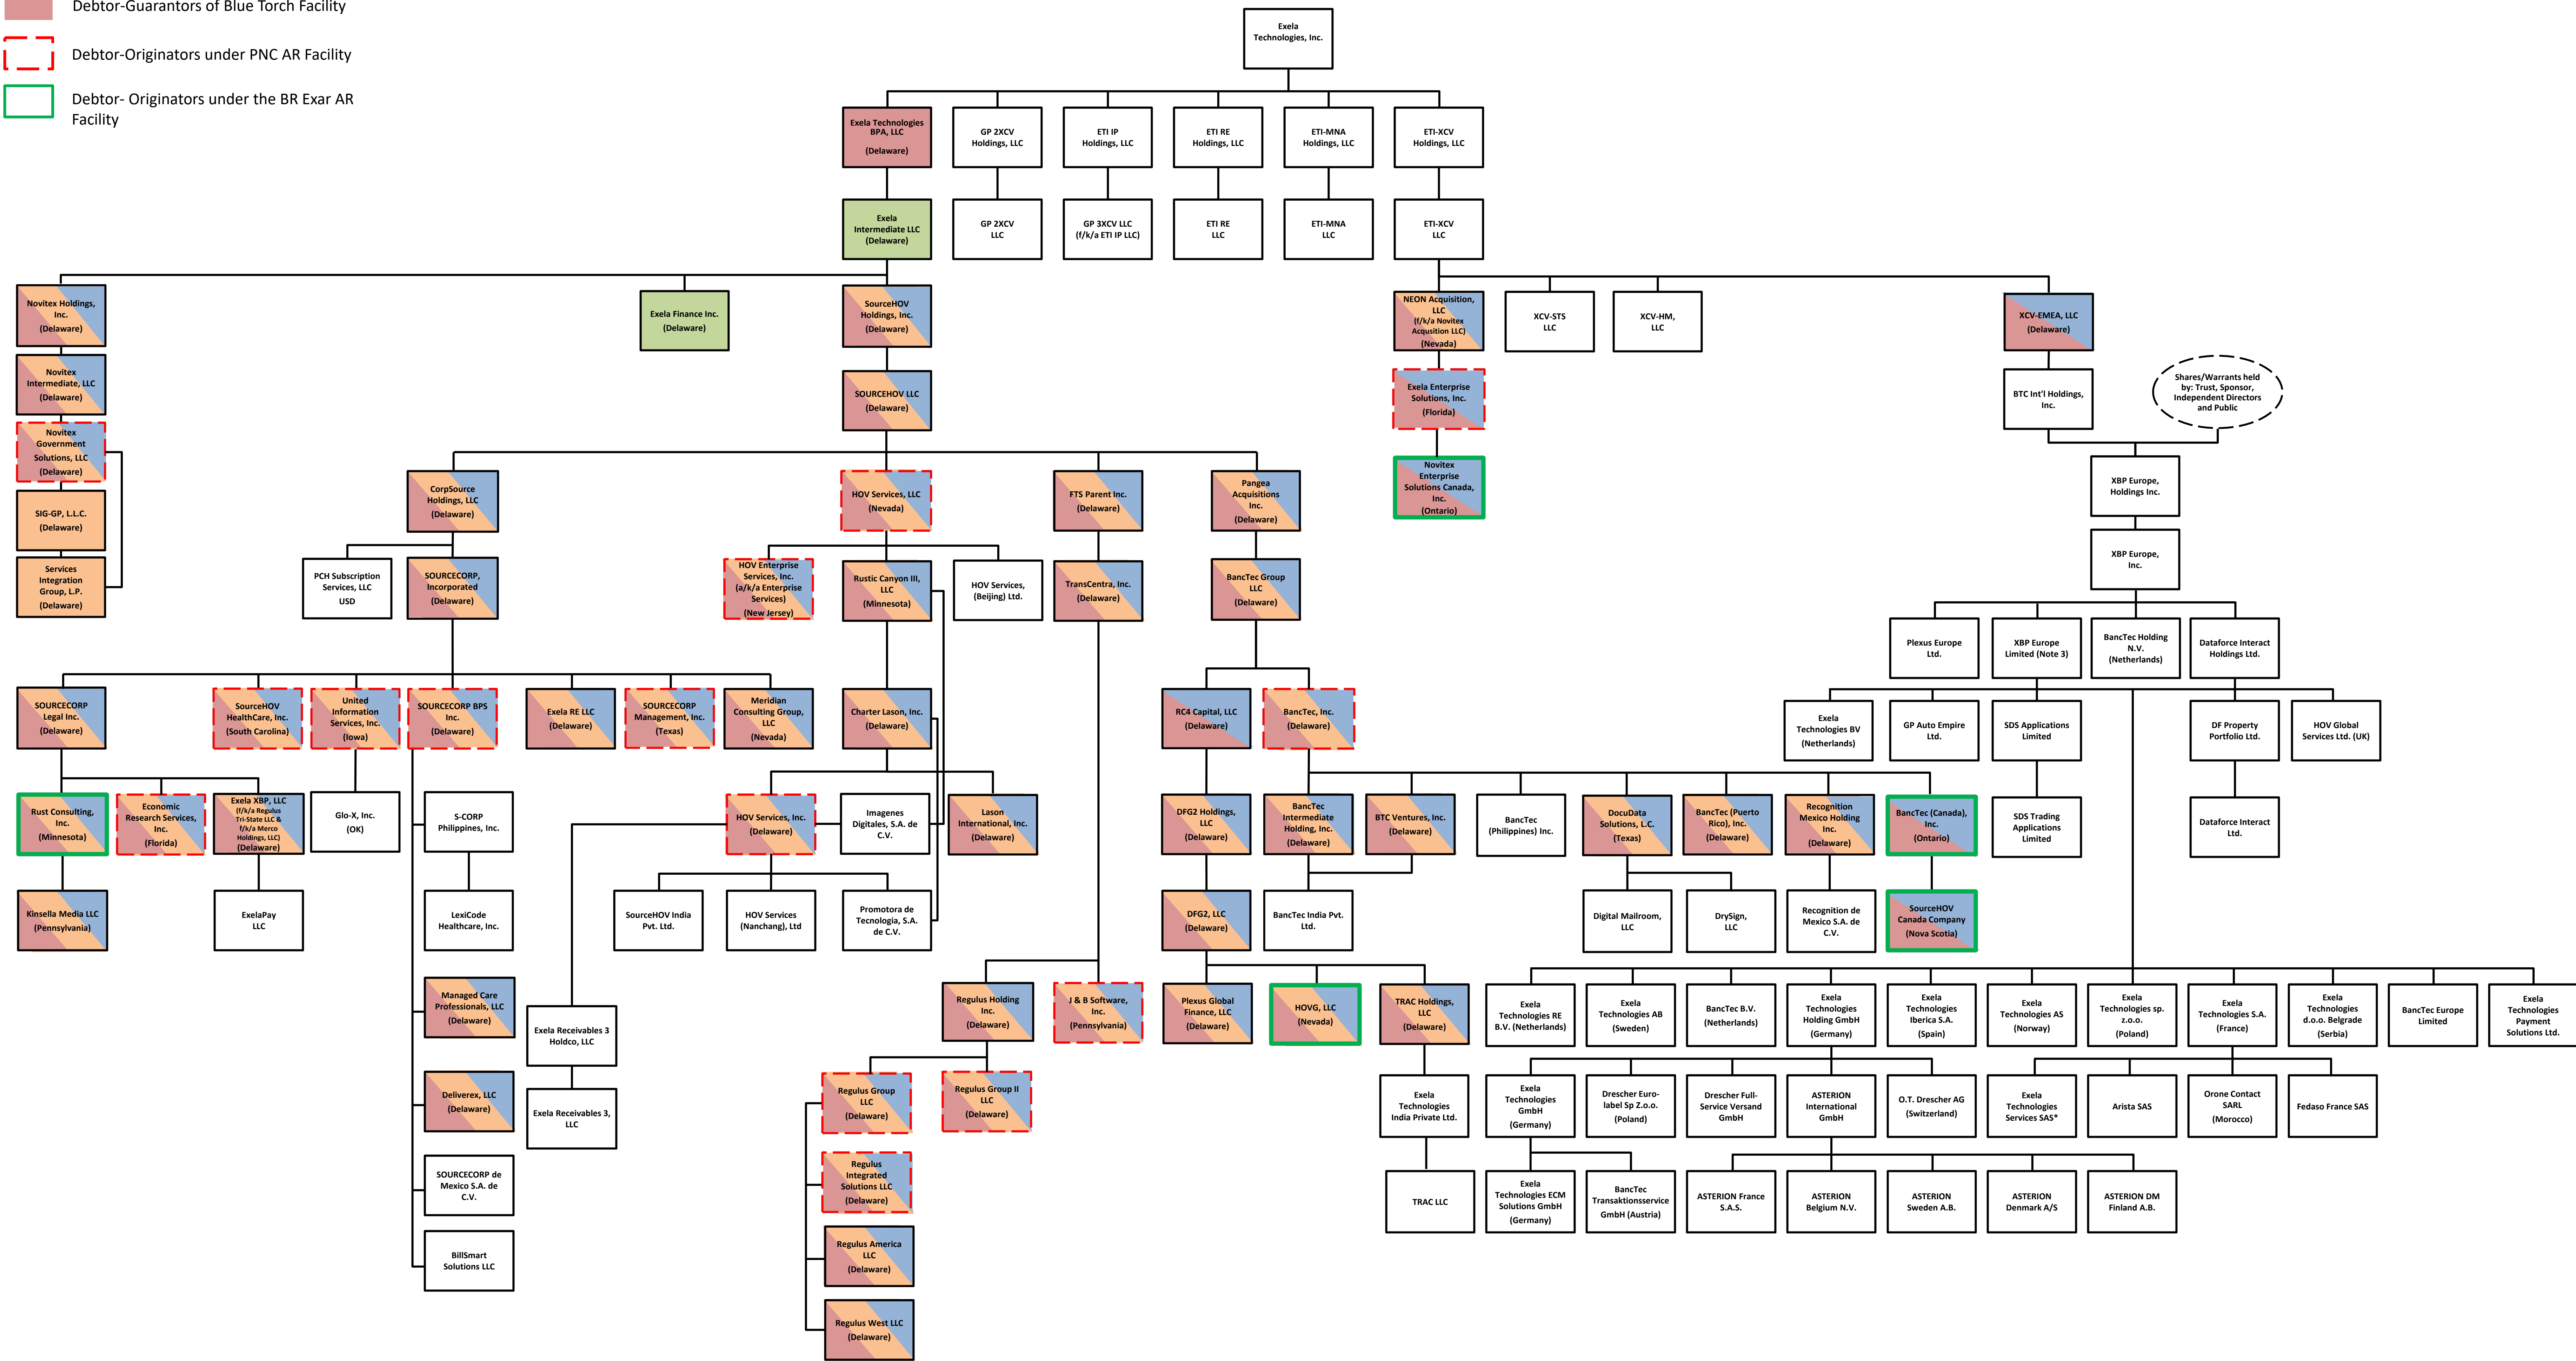 Debtor-Guarantors of Blue Torch Facility
Debtor-Originators under PNC AR Facility
Debtor- Originators under the BR Exar AR
Facility
Exela
Technologies, Inc.
Exela Technologies
BPA, LLC
(Delaware)
GP 2XCV
Holdings, LLC
ETI IP
Holdings, LLC
ETI RE
Holdings, LLC
ETI-MNA
Holdings, LLC
ETI-XCV
Holdings, LLC
Exela
Intermediate LLC
(Delaware)
GP 2XCV
LLC
GP 3XCV LLC
(f/k/a ETI IP LLC)
ETI RE
LLC
ETI-MNA
LLC
ETI-XCV
LLC
Novitex Holdings,
Inc.
(Delaware)
Exela Finance Inc.
(Delaware)
SourceHOV
Holdings, Inc.
(Delaware)
NEON Acquisition,
LLC
(f/k/a Novitex
Acqusition LLC)
(Nevada)
XCV-STS
LLC
XCV-HM,
LLC
XCV-EMEA, LLC
(Delaware)
Novitex
Intermediate, LLC
(Delaware)
SOURCEHOV LLC
(Delaware)
Exela Enterprise
Solutions, Inc.
(Florida)
BTC Int'l Holdings,
Inc.
Shares/Warrants held
by: Trust, Sponsor,
Independent Directors
and Public
Novitex
Government
Solutions, LLC
(Delaware)
SIG-GP, L.L.C.
(Delaware)
Services
Integration
Group, L.P.
(Delaware)
CorpSource
Holdings, LLC
(Delaware)
HOV Services, LLC
(Nevada)
FTS Parent Inc.
(Delaware)
Pangea
Acquisitions
Inc.
(Delaware)
Novitex
Enterprise
Solutions Canada,
Inc.
(Ontario)
XBP Europe,
Holdings Inc.
PCH Subscription
Services, LLC
USD
SOURCECORP,
Incorporated
(Delaware)
HOV Enterprise
Services, Inc.
(a/k/a Enterprise
Services)
(New Jersey)
Rustic Canyon III,
LLC
(Minnesota)
HOV Services,
(Beijing) Ltd.
TransCentra, Inc.
(Delaware)
BancTec Group
LLC
(Delaware)
XBP Europe,
Inc.
Plexus Europe
Ltd.
XBP Europe
Limited (Note 3)
BancTec Holding
N.V.
(Netherlands)
Dataforce Interact
Holdings Ltd.
SOURCECORP
Legal Inc.
(Delaware)
SourceHOV
HealthCare, Inc.
(South Carolina)
United
Information
Services, Inc.
(Iowa)
SOURCECORP BPS
Inc.
(Delaware)
Exela RE LLC
(Delaware)
SOURCECORP
Management, Inc.
(Texas)
Meridian
Consulting Group,
LLC
(Nevada)
Charter Lason, Inc.
(Delaware)
RC4 Capital, LLC
(Delaware)
BancTec, Inc.
(Delaware)
Exela
Technologies BV
(Netherlands)
GP Auto Empire
Ltd.
SDS Applications
Limited
DF Property
Portfolio Ltd.
HOV Global
Services Ltd. (UK)
Rust Consulting,
Inc.
(Minnesota)
Economic
Research Services,
Inc.
(Florida)
Exela XBP, LLC
(f/k/a Regulus
Tri-State LLC &
f/k/a Merco
Holdings, LLC)
(Delaware)
Glo-X, Inc.
(OK)
S-CORP
Philippines, Inc.
HOV Services, Inc.
(Delaware)
Imagenes
Digitales, S.A. de
C.V.
Lason
International, Inc.
(Delaware)
DFG2 Holdings,
LLC
(Delaware)
BancTec
Intermediate
Holding, Inc.
(Delaware)
BTC Ventures, Inc.
(Delaware)
BancTec
(Philippines) Inc.
DocuData
Solutions, L.C.
(Texas)
BancTec (Puerto
Rico), Inc.
(Delaware)
Recognition
Mexico Holding
Inc.
(Delaware)
BancTec (Canada),
Inc.
(Ontario)
SDS Trading
Applications
Limited
Dataforce Interact
Ltd.
Kinsella Media LLC
(Pennsylvania)
ExelaPay
LLC
LexiCode
Healthcare, Inc.
SourceHOV India
Pvt. Ltd.
HOV Services
(Nanchang), Ltd
Promotora de
Tecnologia, S.A.
de C.V.
DFG2, LLC
(Delaware)
BancTec India Pvt.
Ltd.
Digital Mailroom,
LLC
DrySign,
LLC
Recognition de
Mexico S.A. de
C.V.
SourceHOV
Canada Company
(Nova Scotia)
Managed Care
Professionals, LLC
(Delaware)
Exela Receivables 3
Holdco, LLC
Regulus Holding
Inc.
(Delaware)
J & B Software,
Inc.
(Pennsylvania)
Plexus Global
Finance, LLC
(Delaware)
HOVG, LLC
(Nevada)
TRAC Holdings,
LLC
(Delaware)
Exela
Technologies RE
B.V. (Netherlands)
Exela
Technologies AB
(Sweden)
BancTec B.V.
(Netherlands)
Exela
Technologies
Holding GmbH
(Germany)
Exela
Technologies
Iberica S.A.
(Spain)
Exela
Technologies AS
(Norway)
Exela
Technologies sp.
z.o.o.
(Poland)
Exela
Technologies S.A.
(France)
Exela
Technologies
d.o.o. Belgrade
(Serbia)
BancTec Europe
Limited
Exela
Technologies
Payment
Solutions Ltd.
Deliverex, LLC
(Delaware)
Exela Receivables 3,
LLC
Regulus Group
LLC
(Delaware)
Regulus Group II
LLC
(Delaware)
Exela
Technologies
India Private Ltd.
Exela
Technologies
GmbH
(Germany)
Drescher Euro-
label Sp Z.o.o.
(Poland)
Drescher Full-
Service Versand
GmbH
ASTERION
International
GmbH
O.T. Drescher AG
(Switzerland)
Exela
Technologies
Services SAS*
Arista SAS
Orone Contact
SARL
(Morocco)
Fedaso France SAS
SOURCECORP de
Mexico S.A. de
C.V.
Regulus
Integrated
Solutions LLC
(Delaware)
TRAC LLC
Exela
Technologies ECM
Solutions GmbH
(Germany)
BancTec
Transaktionsservice
GmbH (Austria)
ASTERION France
S.A.S.
ASTERION
Belgium N.V.
ASTERION
Sweden A.B.
ASTERION
Denmark A/S
ASTERION DM
Finland A.B.
BillSmart
Solutions LLC
Regulus America
LLC
(Delaware)
Regulus West LLC
(Delaware)